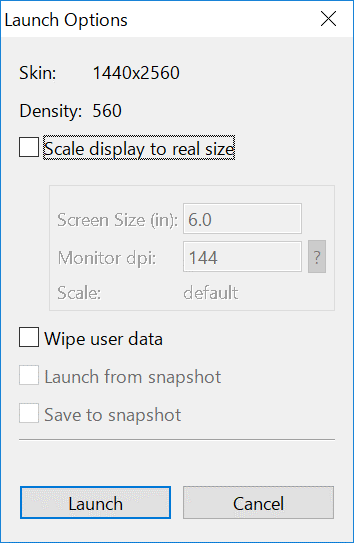 Launch Options
Skin: 1440x2560
Density: 560
Scale display to real size
Screen Size (in): 6.0
Monitor dpi: 144 ?
Scale: default
Wipe user data
Launch from snapshot
Save to snapshot
Launch Cancel